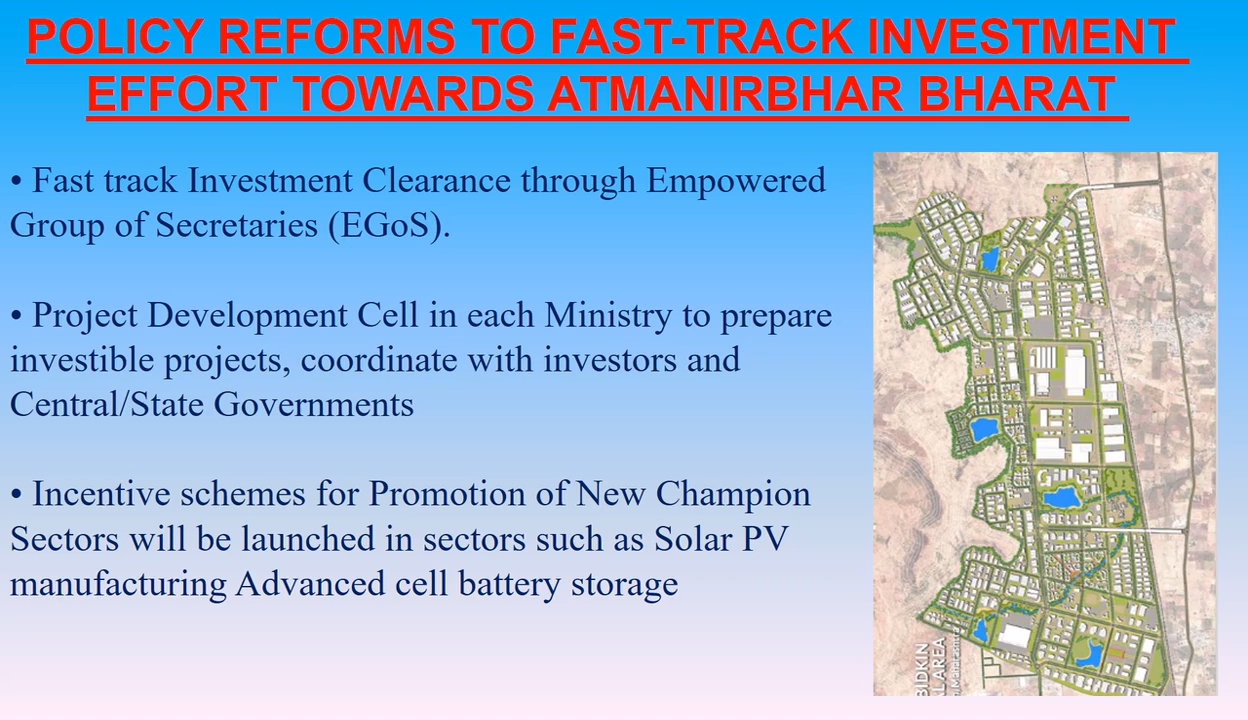 POLICY REFORMS TO FAST-TRACK INVESTMENT
EFFORT TOWARDS ATMANIRBHAR BHARAT
• Fast track Investment Clearance through Empowered
Group of Secretaries (EGoS).
• Project Development Cell in each Ministry to prepare
investible projects, coordinate with investors and
Central/State Governments
• Incentive schemes for Promotion of New Champion
Sectors will be launched in sectors such as Solar PV
manufacturing Advanced cell battery storage
BIDKIN
AREA